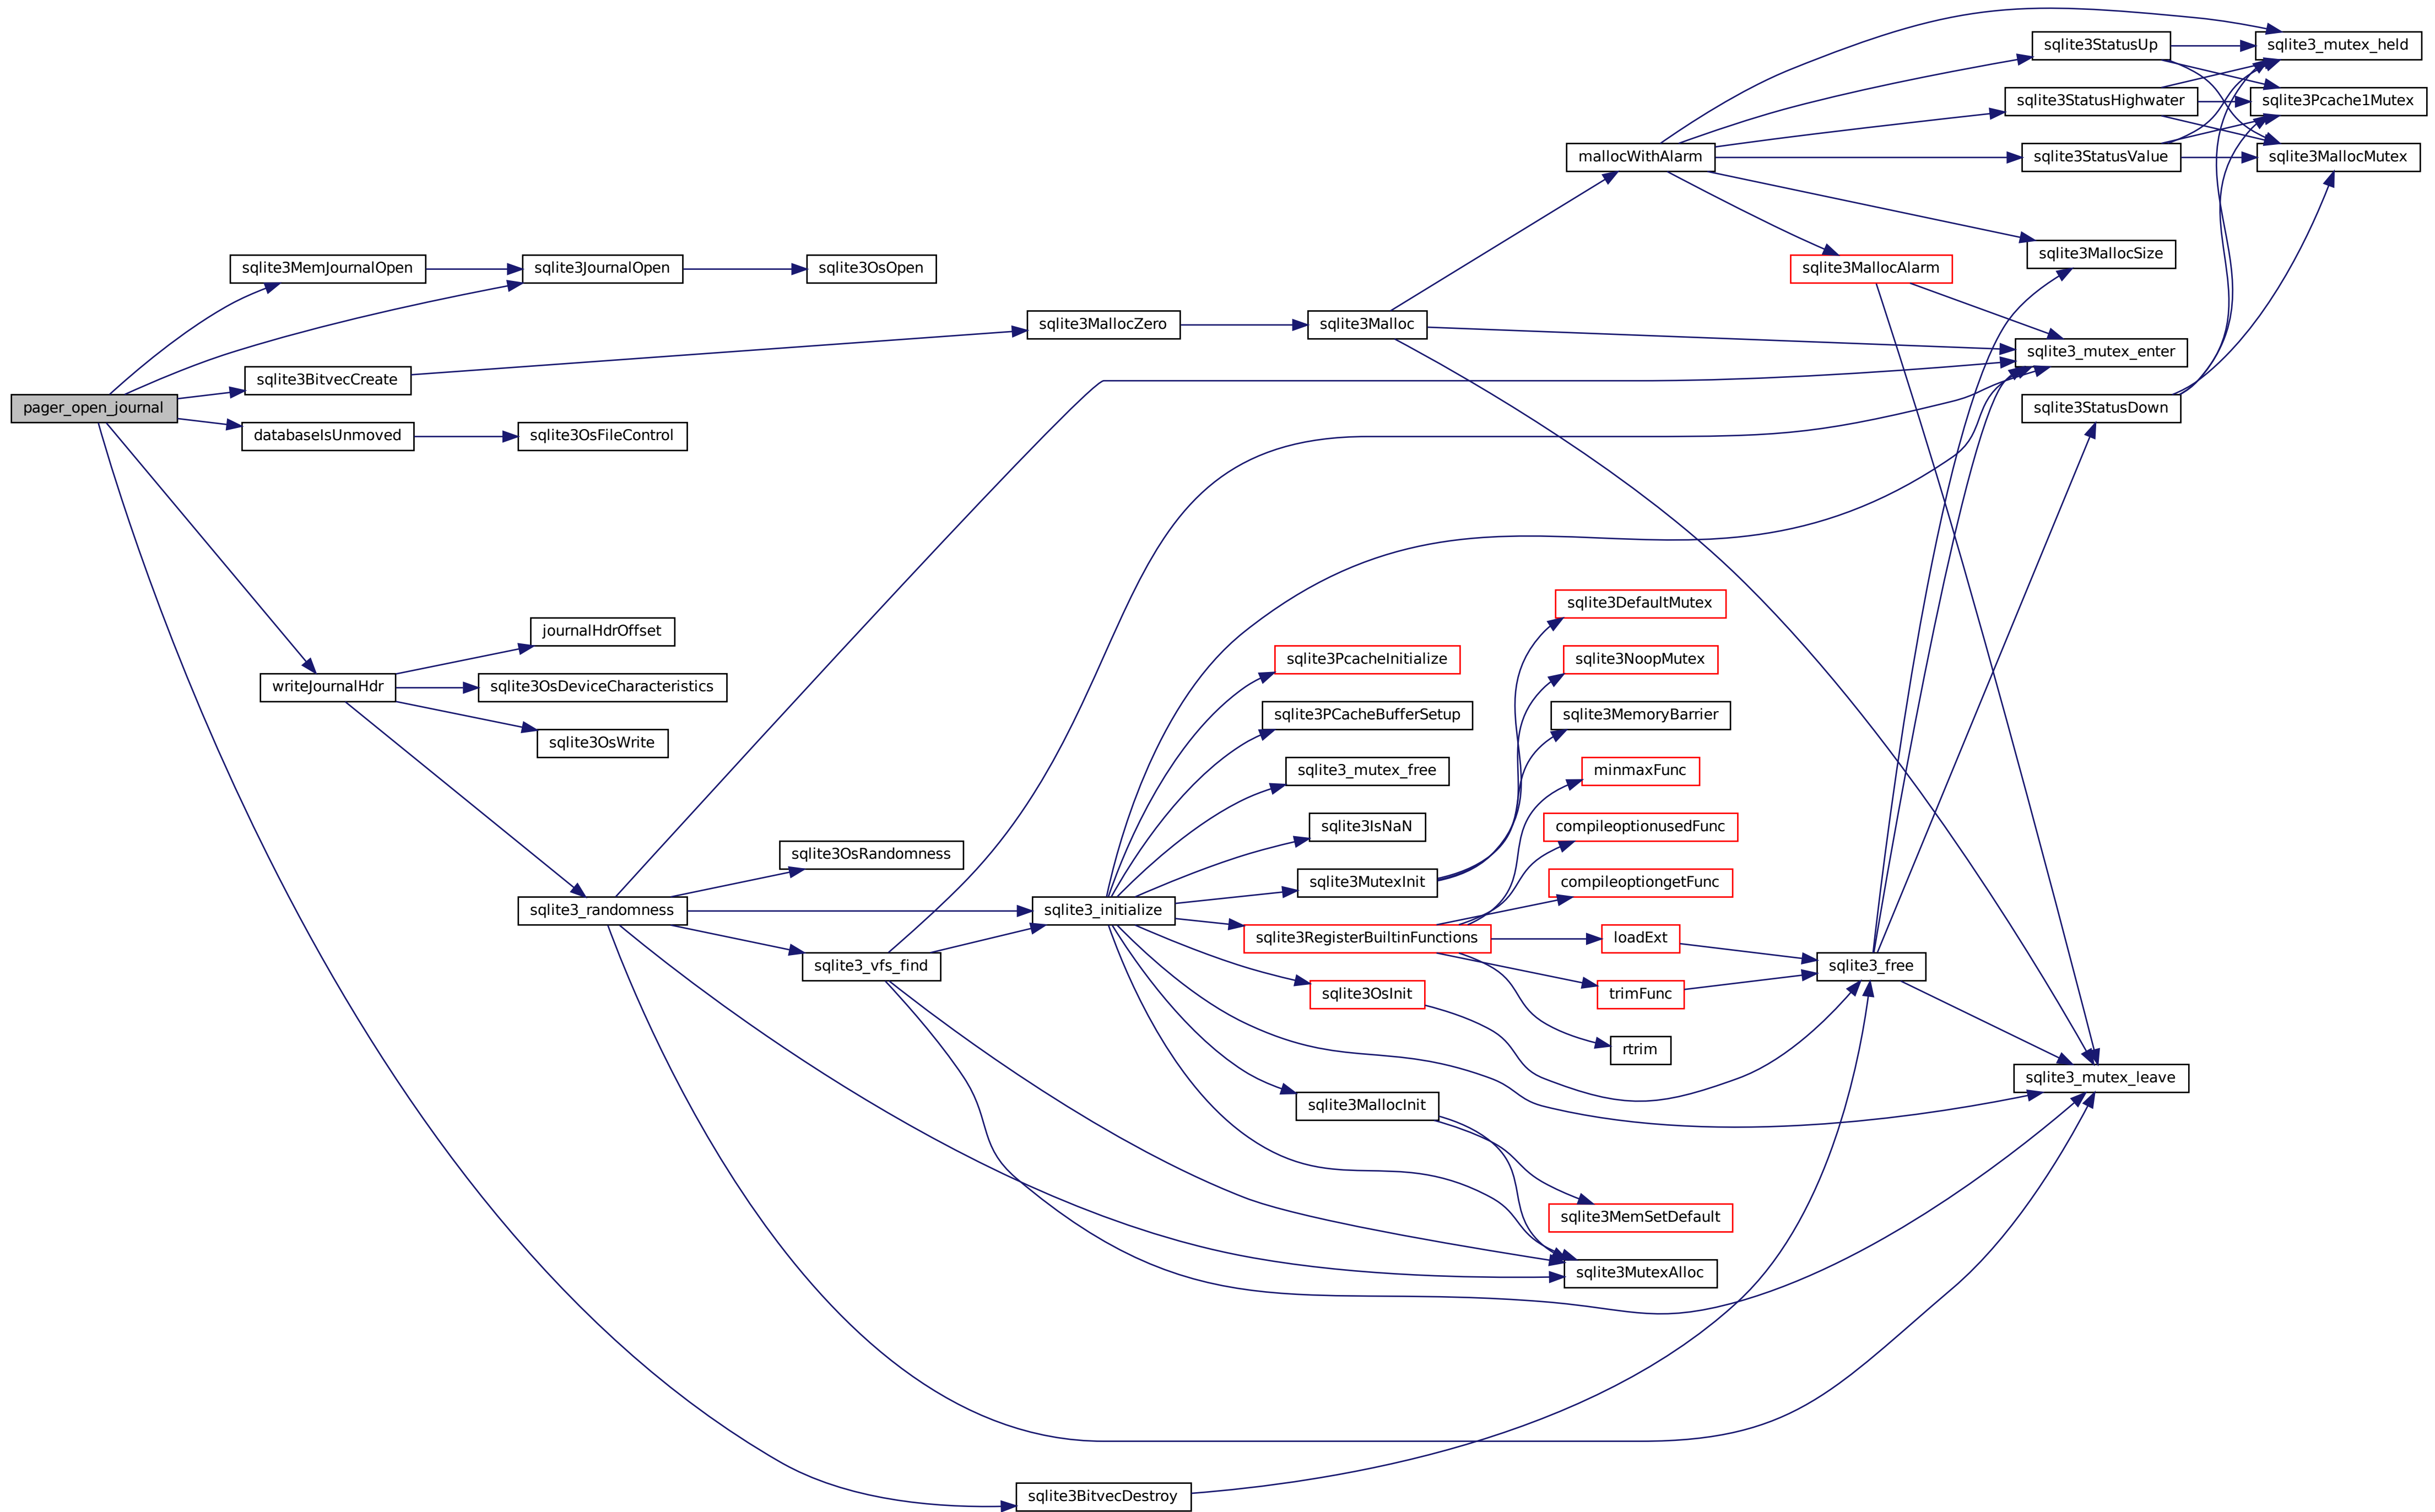 pager_open_journal
sqlite3MemJournalOpen
sqlite3JournalOpen
sqlite3OsOpen
sqlite3BitvecCreate
databaseIsUnmoved
sqlite3OsFileControl
writeJournalHdr
journalHdrOffset
sqlite3OsDeviceCharacteristics
sqlite3OsWrite
sqlite3_randomness
sqlite3OsRandomness
sqlite3_vfs_find
sqlite3BitvecDestroy
sqlite3MallocZero
sqlite3Malloc
sqlite3_initialize
sqlite3PcacheInitialize
sqlite3PCacheBufferSetup
sqlite3_mutex_free
sqlite3IsNaN
sqlite3MutexInit
sqlite3RegisterBuiltinFunctions
sqlite3OsInit
sqlite3MallocInit
mallocWithAlarm
sqlite3DefaultMutex
sqlite3NoopMutex
sqlite3MemoryBarrier
minmaxFunc
compileoptionusedFunc
compileoptiongetFunc
loadExt
trimFunc
rtrim
sqlite3MemSetDefault
sqlite3MutexAlloc
sqlite3MallocAlarm
sqlite3_free
sqlite3StatusUp
sqlite3StatusHighwater
sqlite3StatusValue
sqlite3MallocSize
sqlite3_mutex_enter
sqlite3StatusDown
sqlite3_mutex_leave
sqlite3_mutex_held
sqlite3Pcache1Mutex
sqlite3MallocMutex